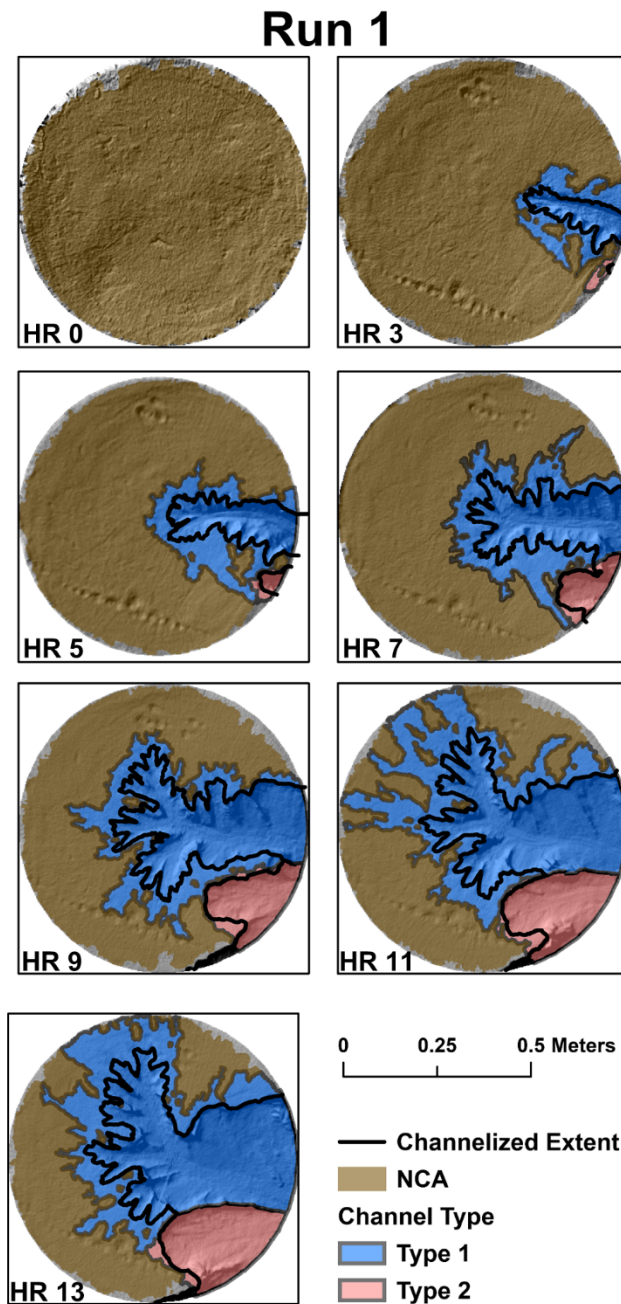 Run 1
HR 0
HR 3
HR 5
HR 7
HR 9
HR 11
HR 13
0 0.25 0.5 Meters
Channelized Extent
NCA
Channel Type
Type 1
Type 2